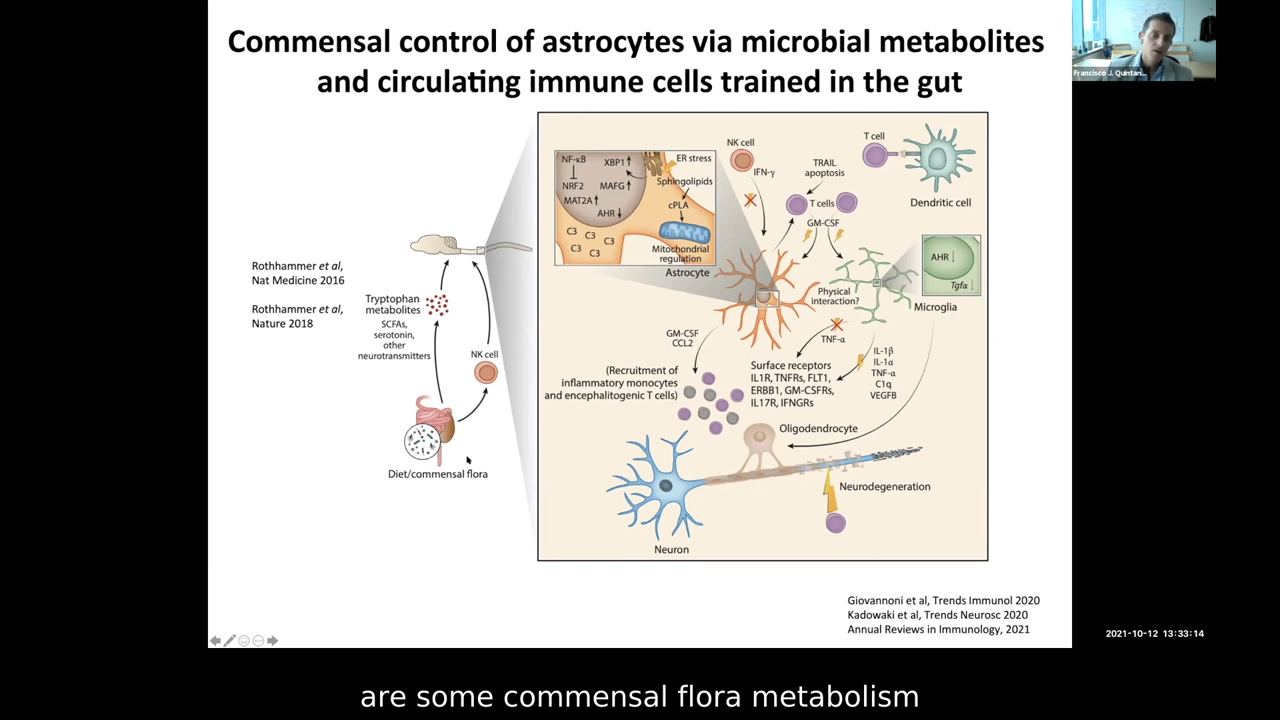 Commensal control of astrocytes via microbial metabolites
and circulating immune cells trained in the gut
Francisco J. Quintan...
Rothhammer et al,
Nat Medicine 2016
Rothhammer et al,
Nature 2018
Tryptophan
metabolites
SCFAs,
serotonin,
other
neurotransmitters
NK cell
Diet/commensal flora
NF-κB
NRF2
MAT2A↑
XBP1↑
MAFG↑
AHR↓
ER stress
Sphingolipids
cPLA
Mitochondrial
regulation
C3
C3
C3
C3
C3
C3
Astrocyte
NK cell
IFN-γ
TRAIL
apoptosis
T cells
GM-CSF
T cell
Dendritic cell
Physical
interaction?
AHR↓
Tgfα↓
Microglia
TNF-α
GM-CSF
CCL2
(Recruitment of
inflammatory monocytes
and encephalitogenic T cells)
Surface receptors
IL1R, TNFRs, FLT1,
ERBB1, GM-CSFRs,
IL17R, IFNGRs
IL-1β
IL-1α
TNF-α
C1q
VEGFB
Oligodendrocyte
Neurodegeneration
Neuron
Giovannoni et al, Trends Immunol 2020
Kadowaki et al, Trends Neurosc 2020
Annual Reviews in Immunology, 2021
2021-10-12 13:33:14
are some commensal flora metabolism